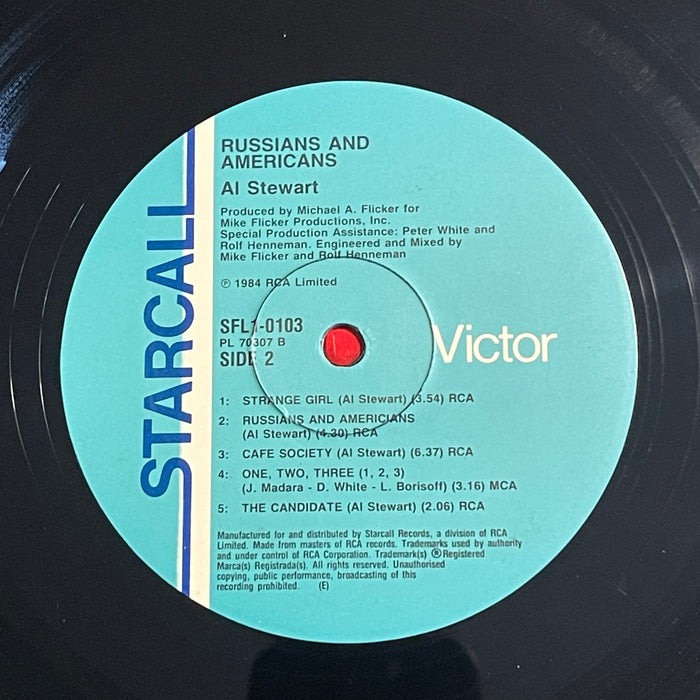 STARCALL
RUSSIANS AND
AMERICANS
Al Stewart
Produced by Michael A. Flicker for
Mike Flicker Productions, Inc.
Special Production Assistance: Peter White and
Rolf Henneman. Engineered and Mixed by
Mike Flicker and Rolf Henneman
℗ 1984 RCA Limited
SFL1-0103
PL 70307 B
SIDE 2
Victor
1: STRANGE GIRL (Al Stewart) (3.54) RCA
2: RUSSIANS AND AMERICIANS
(Al Stewart) (4.30) RCA
3: CAFE SOCIETY (Al Stewart) (6.37) RCA
4: ONE, TWO, THREE (1, 2, 3)
(J. Madara - D. White - L. Borisoff) (3.16) MCA
5: THE CANDIDATE (Al Stewart) (2.06) RCA
Manufactured for and distributed by Starcall Records, a division of RCA
Limited. Made from masters of RCA records. Trademarks used by authority
and under control of RCA Corporation. Trademark(s) ® Registered
Marca(s) Registrada(s). All rights reserved. Unauthorised
copying, public performance, broadcasting of this
recording prohibited. (E)